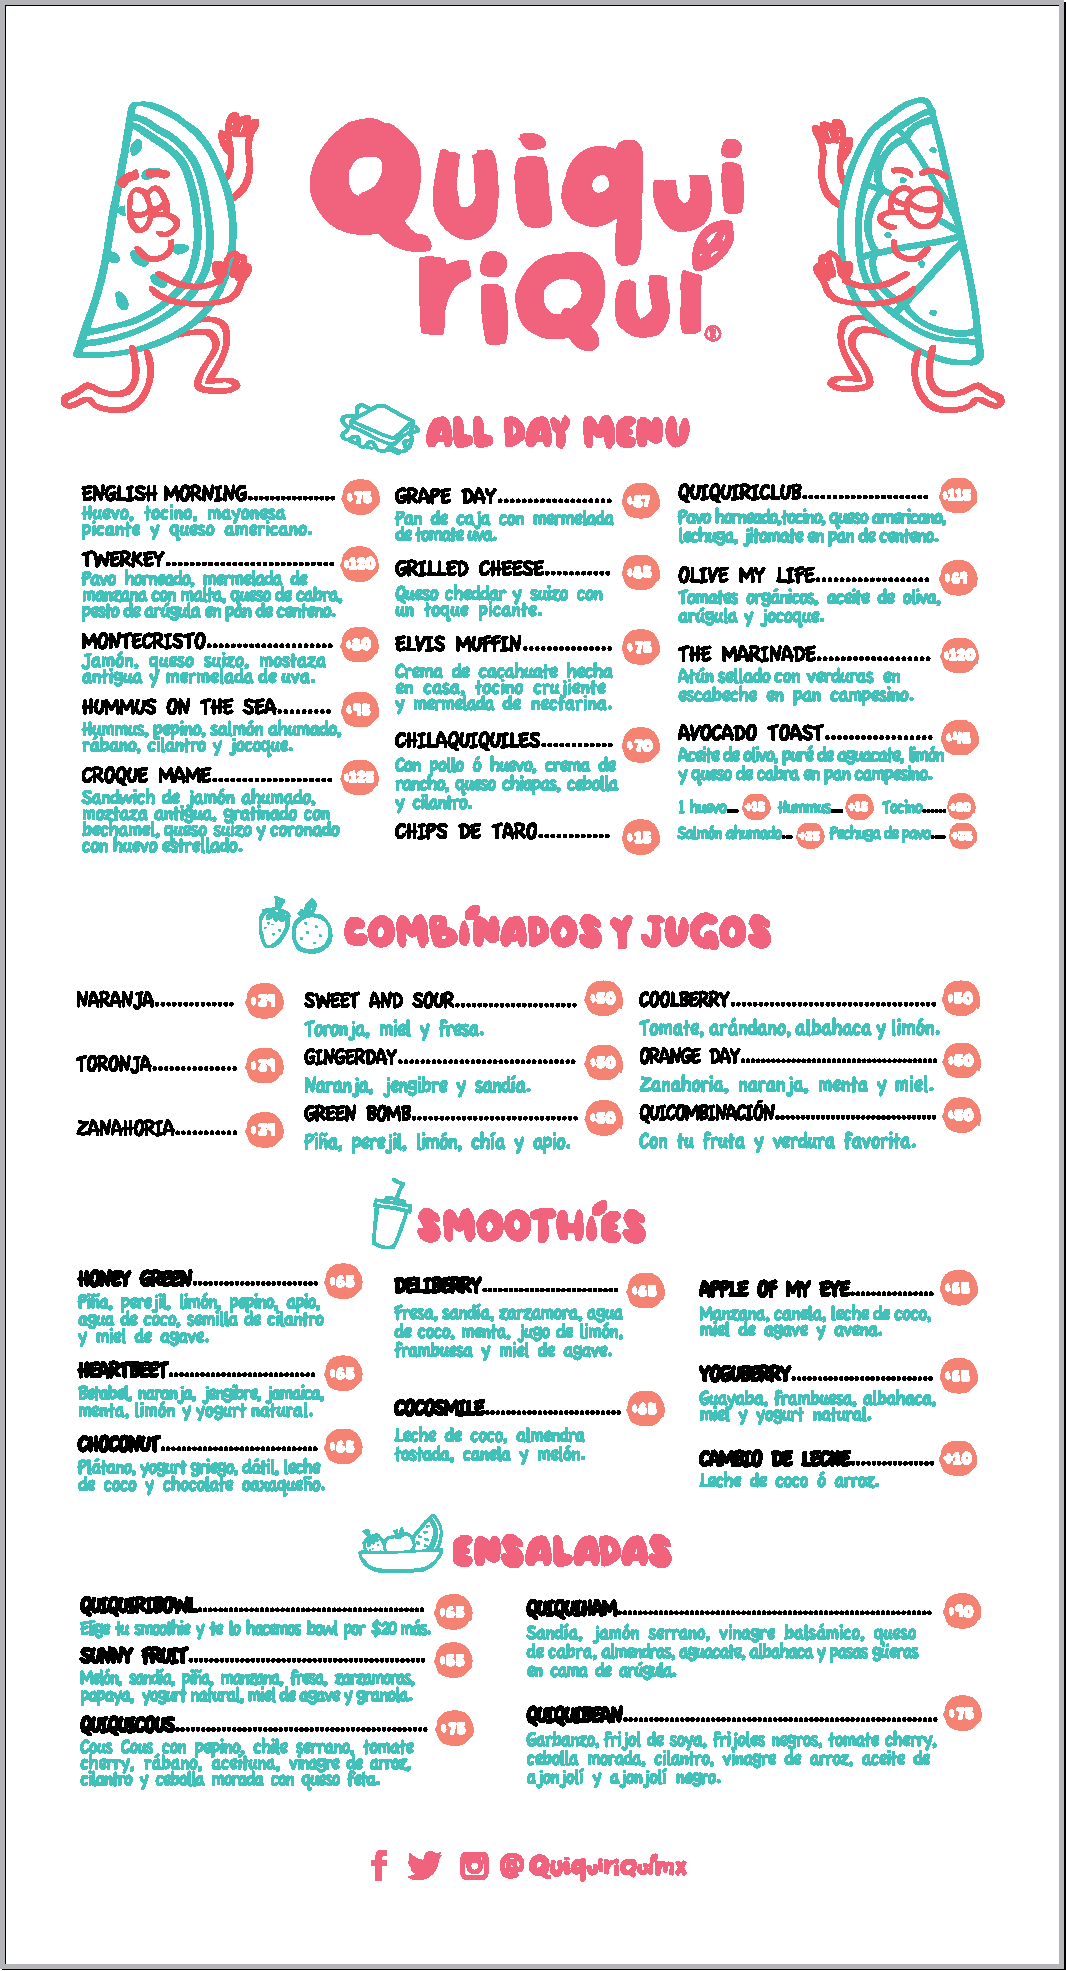 Quiqui
riQui®
ALL DAY MENU
ENGLISH MORNING................ $75
Huevo, tocino, mayonesa
picante y queso americano.
TWERKEY................ $120
Pavo horneado, mermelada de
manzana con malta, queso de cabra,
pesto de arúgula en pan de centeno.
MONTECRISTO................ $80
Jamón, queso suizo, mostaza
antigua y mermelada de uva.
HUMMUS ON THE SEA......... $95
Hummus, pepino, salmón ahumado,
rábano, cilantro y jocoque.
CROQUE MAME................ $125
Sandwich de jamón ahumado,
moztaza antigua, gratinado con
bechamel, queso suizo y coronado
con huevo estrellado.
GRAPE DAY................ $57
Pan de caja con mermelada
de tomate uva.
GRILLED CHEESE........... $85
Queso cheddar y suizo con
un toque picante.
ELVIS MUFFIN............... $75
Crema de cacahuate hecha
en casa, tocino crujiente
y mermelada de nectarina.
CHILAQUIQUILES............ $70
Con pollo ó huevo, crema de
rancho, queso chiapas, cebolla
y cilantro.
CHIPS DE TARO............ $15
QUIQUIRICLUB................ $115
Pavo horneado,tocino, queso americano,
lechuga, jitomate en pan de centeno.
OLIVE MY LIFE................ $69
Tomates orgánicos, aceite de oliva,
arúgula y jocoque.
THE MARINADE................ $120
Atún sellado con verduras en
escabeche en pan campesino.
AVOCADO TOAST................ $45
Aceite de oliva, puré de aguacate, limón
y queso de cabra en pan campesino.
1 huevo... +$15 Hummus... +$15 Tocino......
Salmón ahumado... Pechuga de pavo...
COMBINADOS Y JUGOS
NARANJA.............. $39
TORONJA............... $39
ZANAHORIA........... $39
SWEET AND SOUR................ $50
Toronja, miel y fresa.
GINGERDAY................ $50
Naranja, jengibre y sandía.
GREEN BOMB................ $50
Piña, perejil, limón, chía y apio.
COOLBERRY................ $50
Tomate, arándano, albahaca y limón.
ORANGE DAY................ $50
Zanahoria, naranja, menta y miel.
QUICOMBINACIÓN................ $50
Con tu fruta y verdura favorita.
SMOOTHIES
HONEY GREEN................ $65
Piña, perejil, limón, pepino, apio,
agua de coco, semilla de cilantro
y miel de agave.
HEARTBEET................ $65
Betabel, naranja, jengibre, jamaica,
menta, limón y yogurt natural.
CHOCONUT................ $65
Plátano, yogurt griego, dátil, leche
de coco y chocolate oaxaqueño.
DELIBERRY................ $65
Fresa, sandía, zarzamora, agua
de coco, menta, jugo de limón,
frambuesa y miel de agave.
COCOSMILE................ $65
Leche de coco, almendra
tostada, canela y melón.
APPLE OF MY EYE................ $65
Manzana, canela, leche de coco,
miel de agave y avena.
YOGUBERRY................ $65
Guayaba, frambuesa, albahaca,
miel y yogurt natural.
CAMBIO DE LECHE................ +$10
Leche de coco ó arroz.
ENSALADAS
QUIQUIRIBOWL................ $65
Elige tu smoothie y te lo hacemos bowl por $20 más.
SUNNY FRUIT................ $55
Melón, sandía, piña, manzana, fresa, zarzamoras,
papaya, yogurt natural, miel de agave y granola.
QUIQUICOUS................ $75
Cous Cous con pepino, chile serrano, tomate
cherry, rábano, aceituna, vinagre de arroz,
cilantro y cebolla morada con queso feta.
QUIQUIHAM................ $90
Sandía, jamón serrano, vinagre balsámico, queso
de cabra, almendras, aguacate, albahaca y pasas güeras
en cama de arúgula.
QUIQUIBEAN................ $75
Garbanzo, frijol de soya, frijoles negros, tomate cherry,
cebolla morada, cilantro, vinagre de arroz, aceite de
ajonjolí y ajonjolí negro.
@Quiquiriquimx